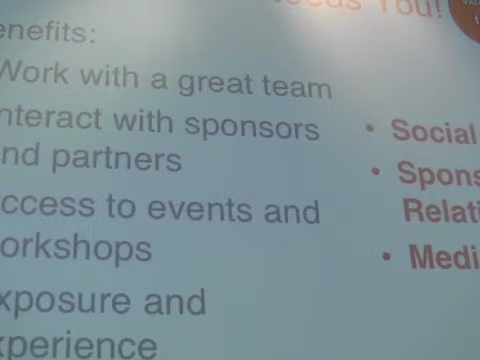 You!
enefits:
Work with a great team
nteract with sponsors
nd partners
ccess to events and
orkshops
xposure and
xperience
• Social
• Spons
Relati
• Medi